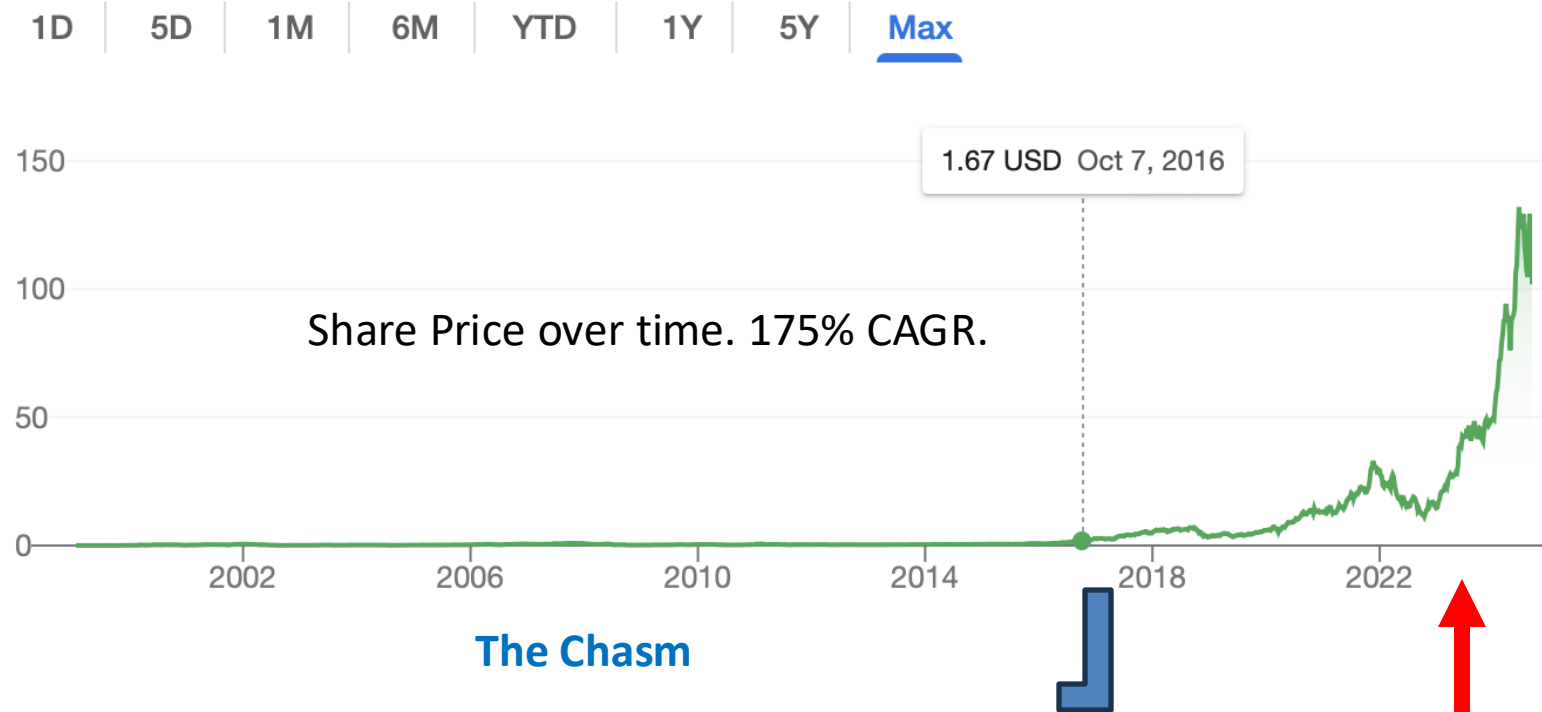 1D 5D 1M 6M YTD 1Y 5Y Max
1.67 USD Oct 7, 2016
150
100
Share Price over time. 175% CAGR.
50
0
2002 2006 2010 2014 2018 2022
The Chasm